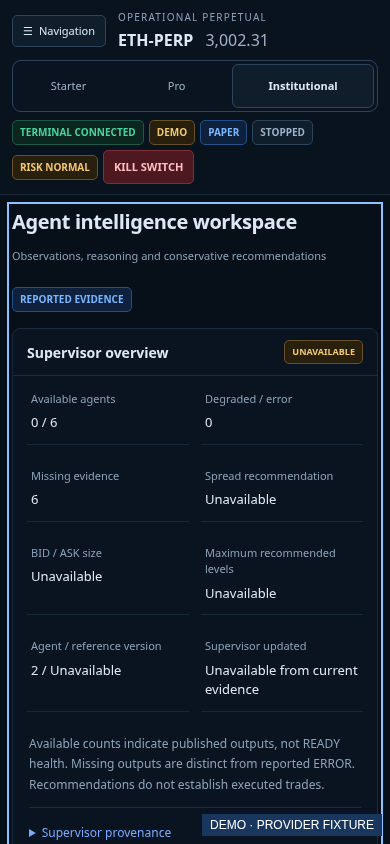 ☰ Navigation
OPERATIONAL PERPETUAL
ETH-PERP 3,002.31
Starter Pro Institutional
TERMINAL CONNECTED DEMO PAPER STOPPED
RISK NORMAL KILL SWITCH
Agent intelligence workspace
Observations, reasoning and conservative recommendations
REPORTED EVIDENCE
Supervisor overview UNAVAILABLE
Available agents
0 / 6
Degraded / error
0
Missing evidence
6
Spread recommendation
Unavailable
BID / ASK size
Unavailable
Maximum recommended
levels
Unavailable
Agent / reference version
2 / Unavailable
Supervisor updated
Unavailable from current
evidence
Available counts indicate published outputs, not READY
health. Missing outputs are distinct from reported ERROR.
Recommendations do not establish executed trades.
▶ Supervisor provenance
DEMO · PROVIDER FIXTURE